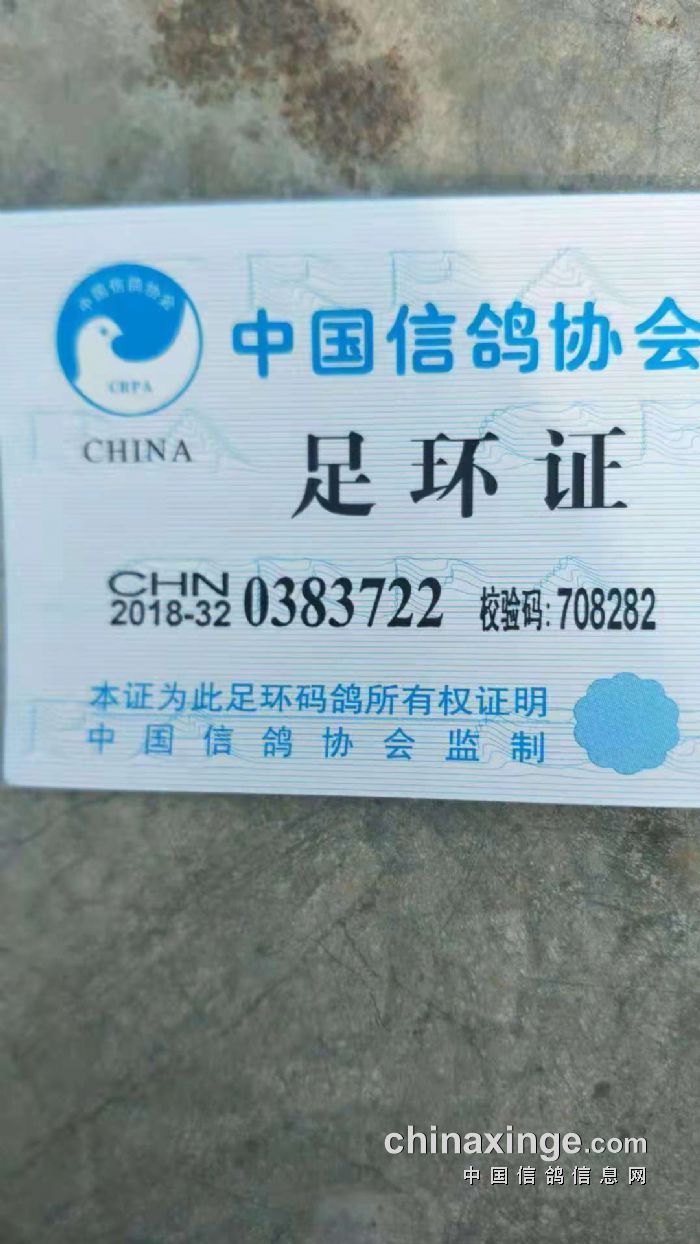 中国信鸽协会
CRPA
CHINA
中国信鸽协会
足环证
CHN
2018-32 0383722 校验码:708282
本证为此足环码鸽所有权证明
中国信鸽协会监制
chinaxinge.com
中国信鸽信息网